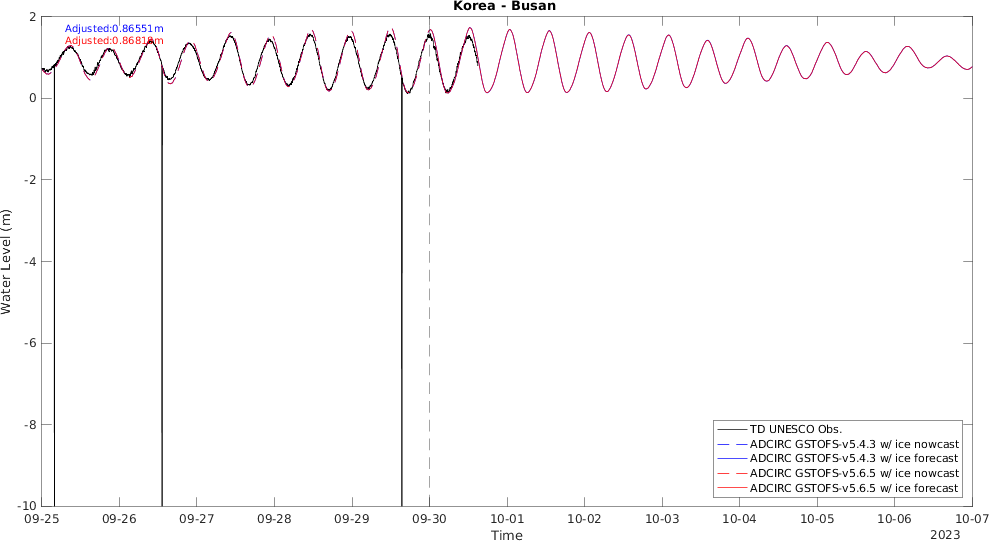 Korea - Busan
Adjusted:0.86551m
Adjusted:0.86818m
Water Level (m)
2
0
-2
-4
-6
-8
-10
TD UNESCO Obs.
ADCIRC GSTOFS-v5.4.3 w/ ice nowcast
ADCIRC GSTOFS-v5.4.3 w/ ice forecast
ADCIRC GSTOFS-v5.6.5 w/ ice nowcast
ADCIRC GSTOFS-v5.6.5 w/ ice forecast
09-25 09-26 09-27 09-28 09-29 09-30 10-01 10-02 10-03 10-04 10-05 10-06 10-07
Time
2023